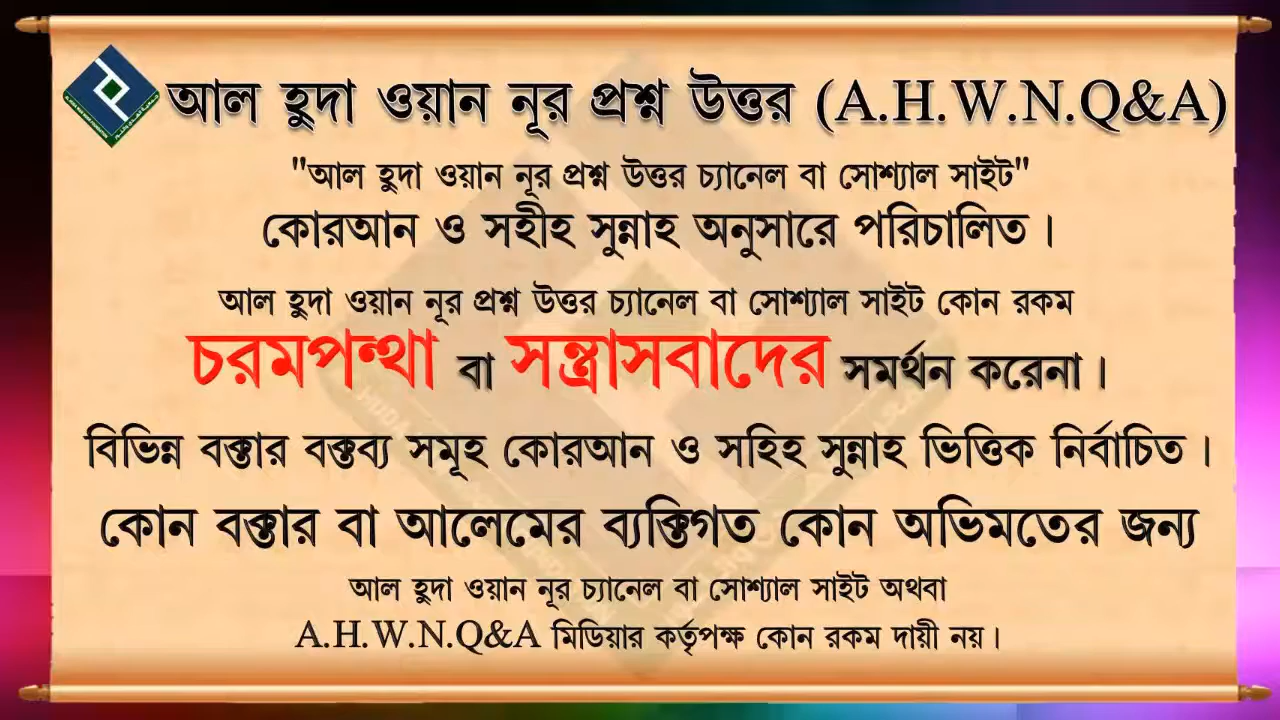 আল হুদা ওয়ান নূর প্রশ্ন উত্তর (A.H.W.N.Q&A)
"আল হুদা ওয়ান নূর প্রশ্ন উত্তর চ্যানেল বা সোশ্যাল সাইট"
কোরআন ও সহীহ সুন্নাহ অনুসারে পরিচালিত।
আল হুদা ওয়ান নূর প্রশ্ন উত্তর চ্যানেল বা সোশ্যাল সাইট কোন রকম
চরমপন্থা বা সন্ত্রাসবাদের সমর্থন করেনা।
বিভিন্ন বক্তার বক্তব্য সমূহ কোরআন ও সহিহ সুন্নাহ ভিত্তিক নির্বাচিত।
কোন বক্তার বা আলেমের ব্যক্তিগত কোন অভিমতের জন্য
আল হুদা ওয়ান নূর চ্যানেল বা সোশ্যাল সাইট অথবা
A.H.W.N.Q&A মিডিয়ার কর্তৃপক্ষ কোন রকম দায়ী নয়।